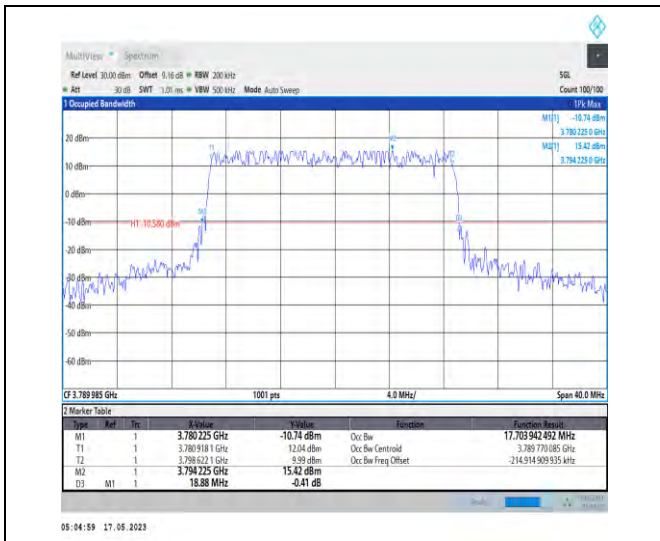 MultiView Spectrum
Ref Level 30.00 dBm Offset 9.16 dB RBW 200 kHz SGL
Att 30 dB SWT 1.01 ms VBW 500 kHz Mode Auto Sweep Count 100/100
1 Occupied Bandwidth 1Pk Max
M1[1] -10.74 dBm
3.780 225 0 GHz
M2[1] 15.42 dBm
3.794 225 0 GHz
20 dBm
T1 M2 T2
10 dBm
0 dBm
-10 dBm
H1 -10.580 dBm
-20 dBm
-30 dBm
-40 dBm
-50 dBm
-60 dBm
CF 3.789 985 GHz 1001 pts 4.0 MHz/ Span 40.0 MHz
2 Marker Table
Type Ref Trc X-Value Y-Value Function Function Result
M1 1 3.780 225 GHz -10.74 dBm Occ Bw 17.703 942 492 MHz
T1 1 3.780 918 1 GHz 12.04 dBm Occ Bw Centroid 3.789 770 085 GHz
T2 1 3.798 622 1 GHz 9.99 dBm Occ Bw Freq Offset -214.914 909 935 kHz
M2 1 3.794 225 GHz 15.42 dBm
D3 M1 1 18.88 MHz -0.41 dB
05:04:59 17.05.2023